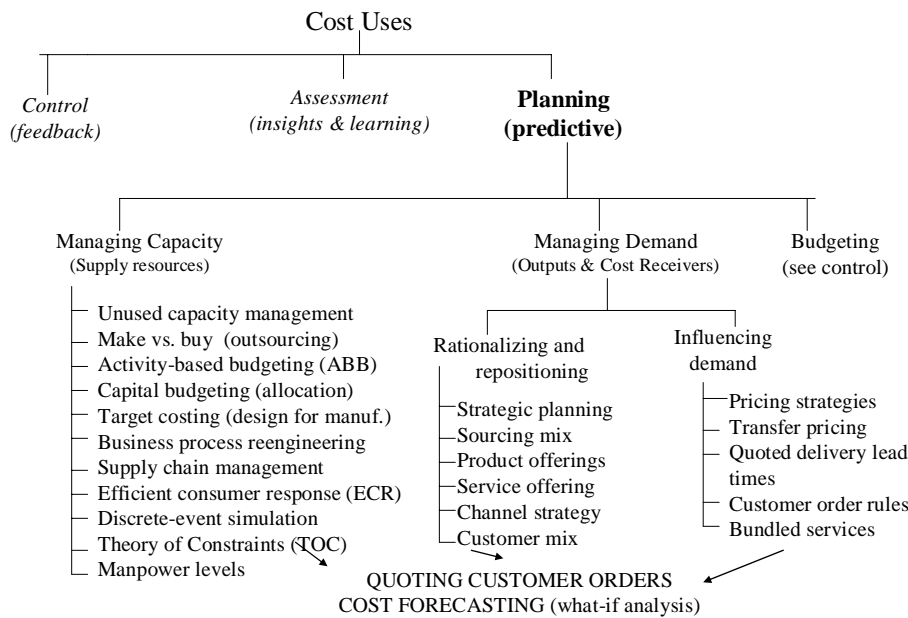 Cost Uses
Control
(feedback)
Assessment
(insights & learning)
Planning
(predictive)
Managing Capacity
(Supply resources)
Unused capacity management
Make vs. buy (outsourcing)
Activity-based budgeting (ABB)
Capital budgeting (allocation)
Target costing (design for manuf.)
Business process reengineering
Supply chain management
Efficient consumer response (ECR)
Discrete-event simulation
Theory of Constraints (TOC)
Manpower levels
Managing Demand
(Outputs & Cost Receivers)
Rationalizing and
repositioning
Strategic planning
Sourcing mix
Product offerings
Service offering
Channel strategy
Customer mix
Influencing
demand
Pricing strategies
Transfer pricing
Quoted delivery lead
times
Customer order rules
Bundled services
Budgeting
(see control)
QUOTING CUSTOMER ORDERS
COST FORECASTING (what-if analysis)